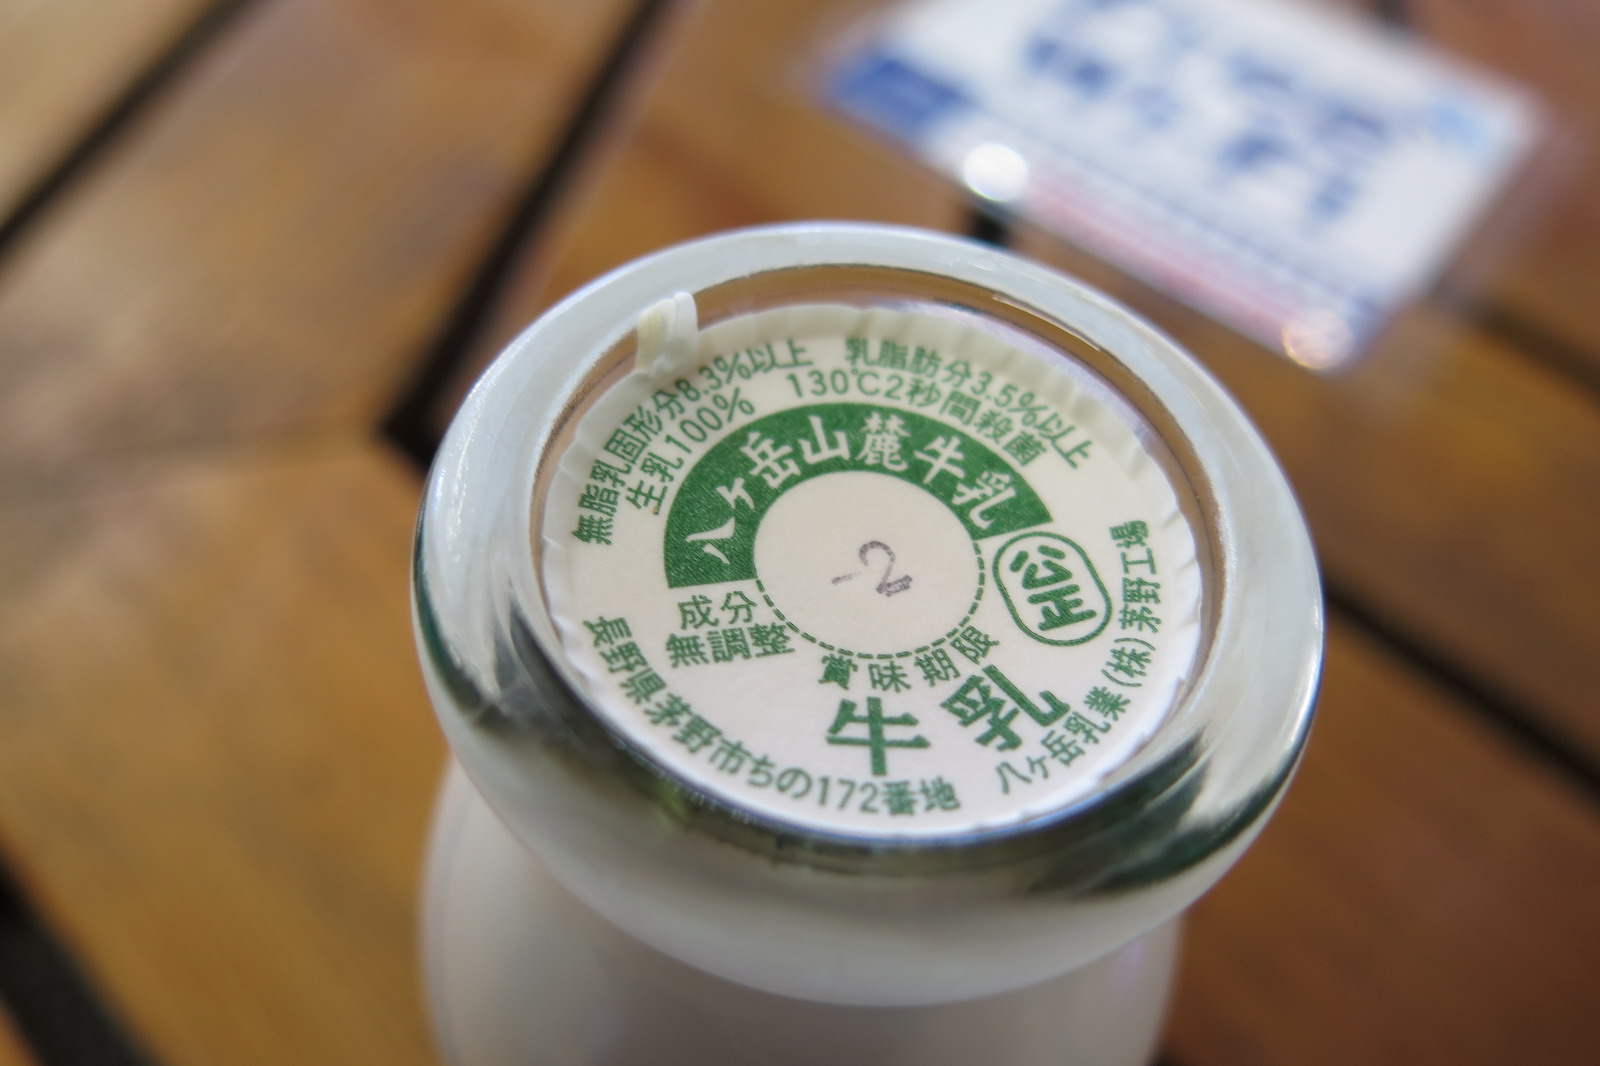 無脂乳固形分8.3%以上 乳脂肪分3.5%以上
生乳100% 130℃2秒間殺菌
八ヶ岳山麓牛乳
2
公正
成分
無調整
賞味期限
牛乳
長野県茅野市ちの172番地
八ヶ岳乳業(株)茅野工場